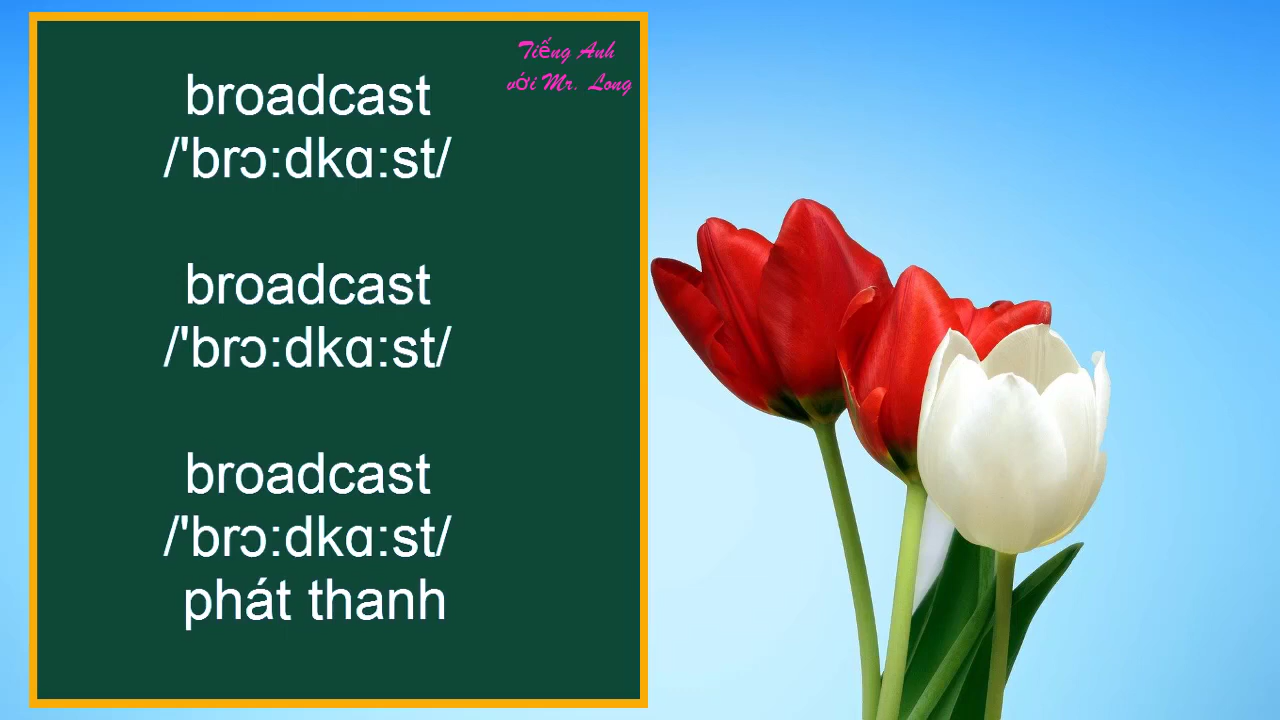 Tiếng Anh
với Mr. Long
broadcast
/'brɔ:dkɑ:st/
broadcast
/'brɔ:dkɑ:st/
broadcast
/'brɔ:dkɑ:st/
phát thanh